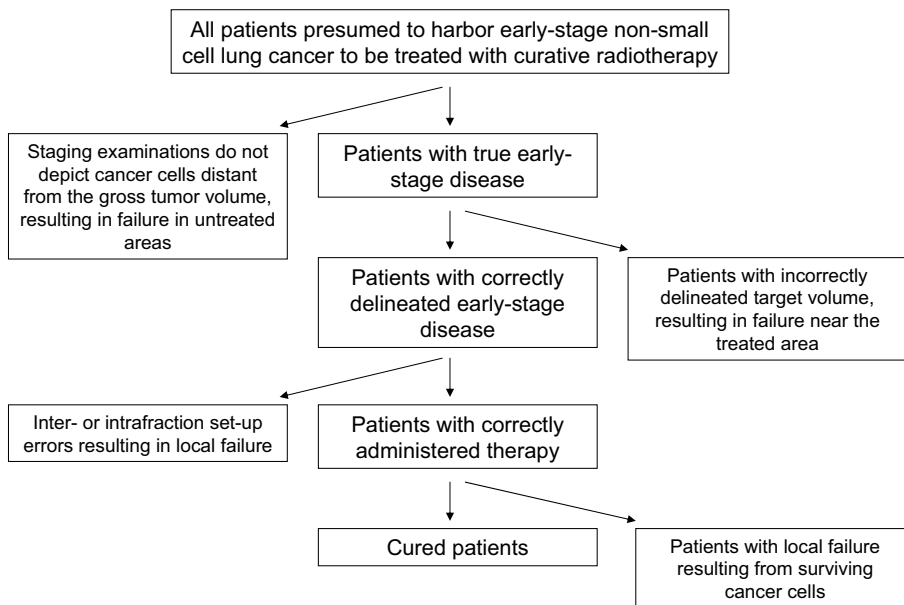 All patients presumed to harbor early-stage non-small
cell lung cancer to be treated with curative radiotherapy
Staging examinations do not
depict cancer cells distant
from the gross tumor volume,
resulting in failure in untreated
areas
Patients with true early-
stage disease
Patients with correctly
delineated early-stage
disease
Patients with incorrectly
delineated target volume,
resulting in failure near the
treated area
Inter- or intrafraction set-up
errors resulting in local failure
Patients with correctly
administered therapy
Cured patients
Patients with local failure
resulting from surviving
cancer cells